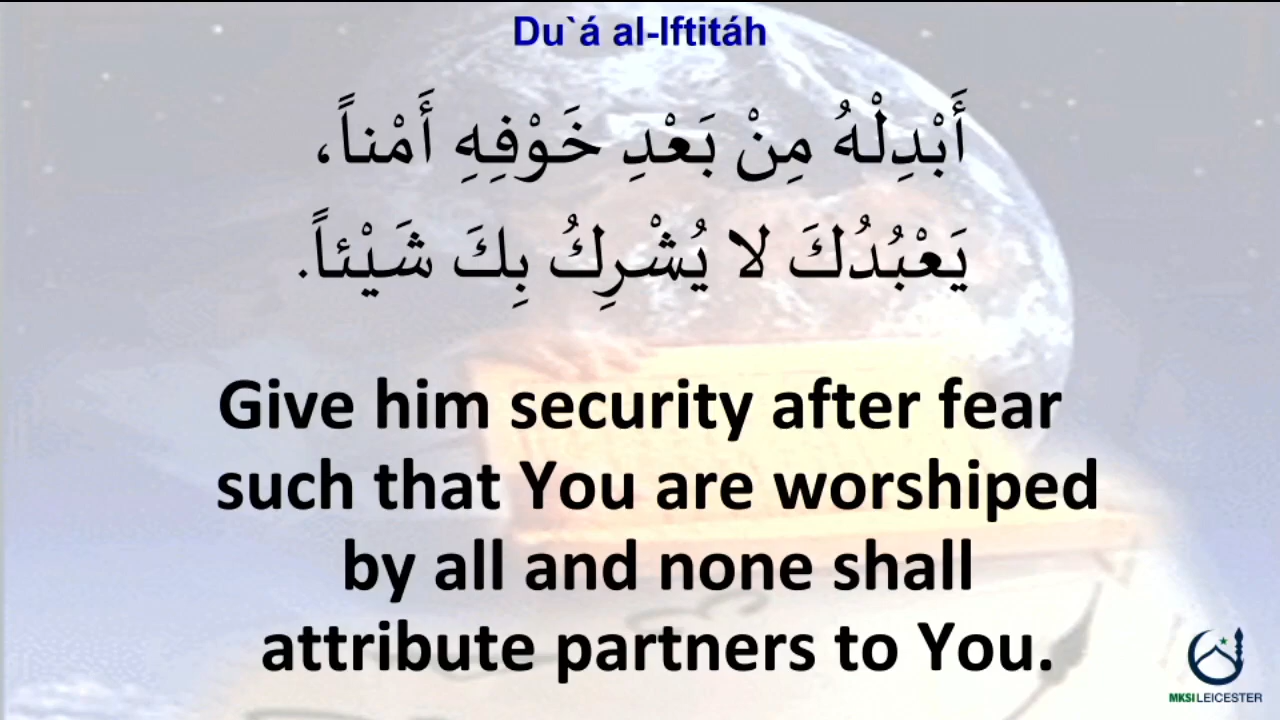 Du`á al-Iftitáh
أَبْدِلْهُ مِنْ بَعْدِ خَوْفِهِ أَمْناً،
يَعْبُدُكَ لا يُشْرِكُ بِكَ شَيْئاً.
Give him security after fear
such that You are worshiped
by all and none shall
attribute partners to You.
MKSI LEICESTER